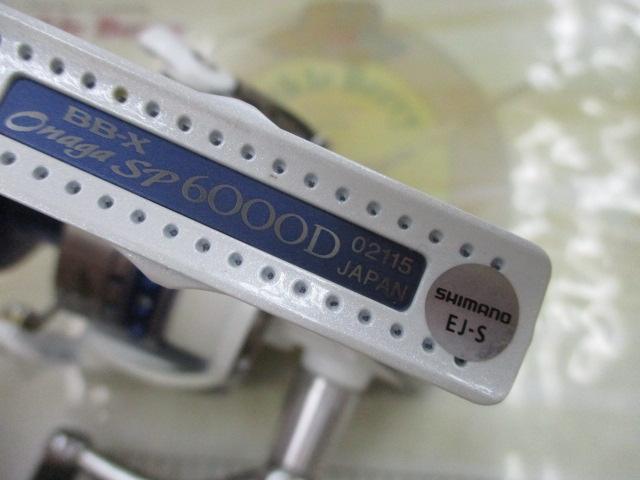 BB-X
Onaga SP 6000D
02115
JAPAN
SHIMANO
EJ-S